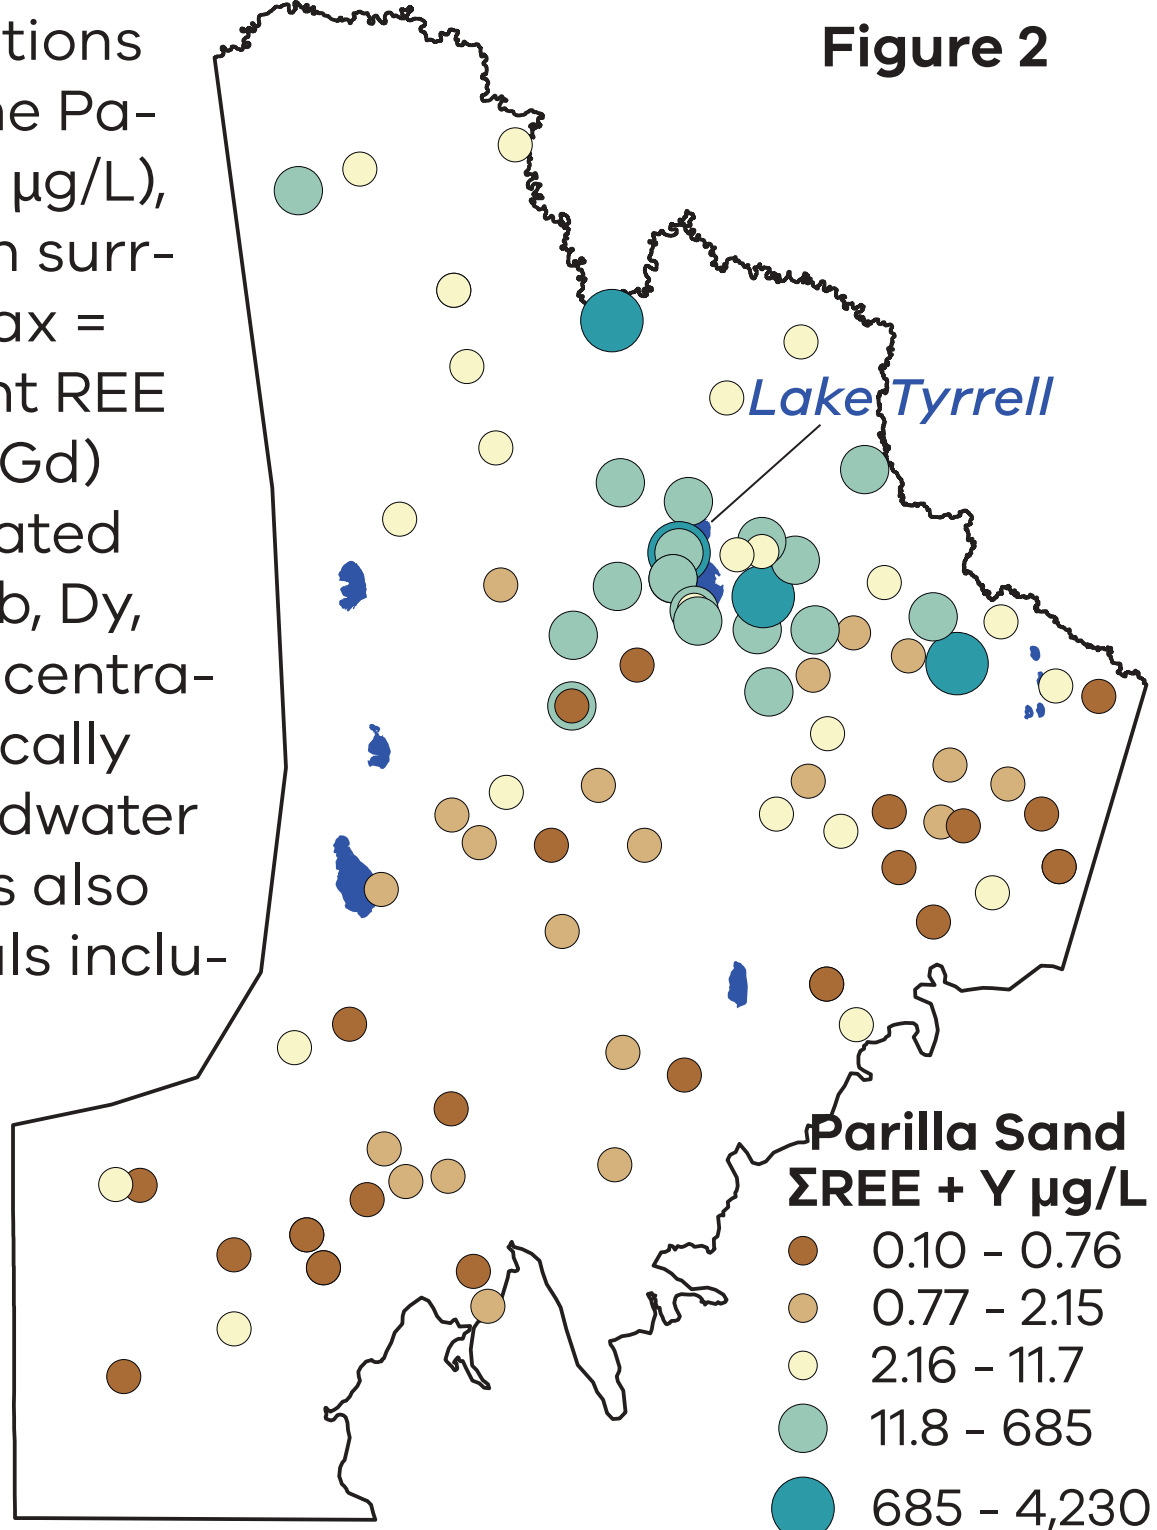 tions
ne Pa-
µg/L),
n surr-
ax =
nt REE
Gd)
ated
b, Dy,
centra-
cally
dwater
s also
als inclu-
Figure 2
Lake Tyrrell
Parilla Sand
ΣREE + Y µg/L
0.10 - 0.76
0.77 - 2.15
2.16 - 11.7
11.8 - 685
685 - 4,230